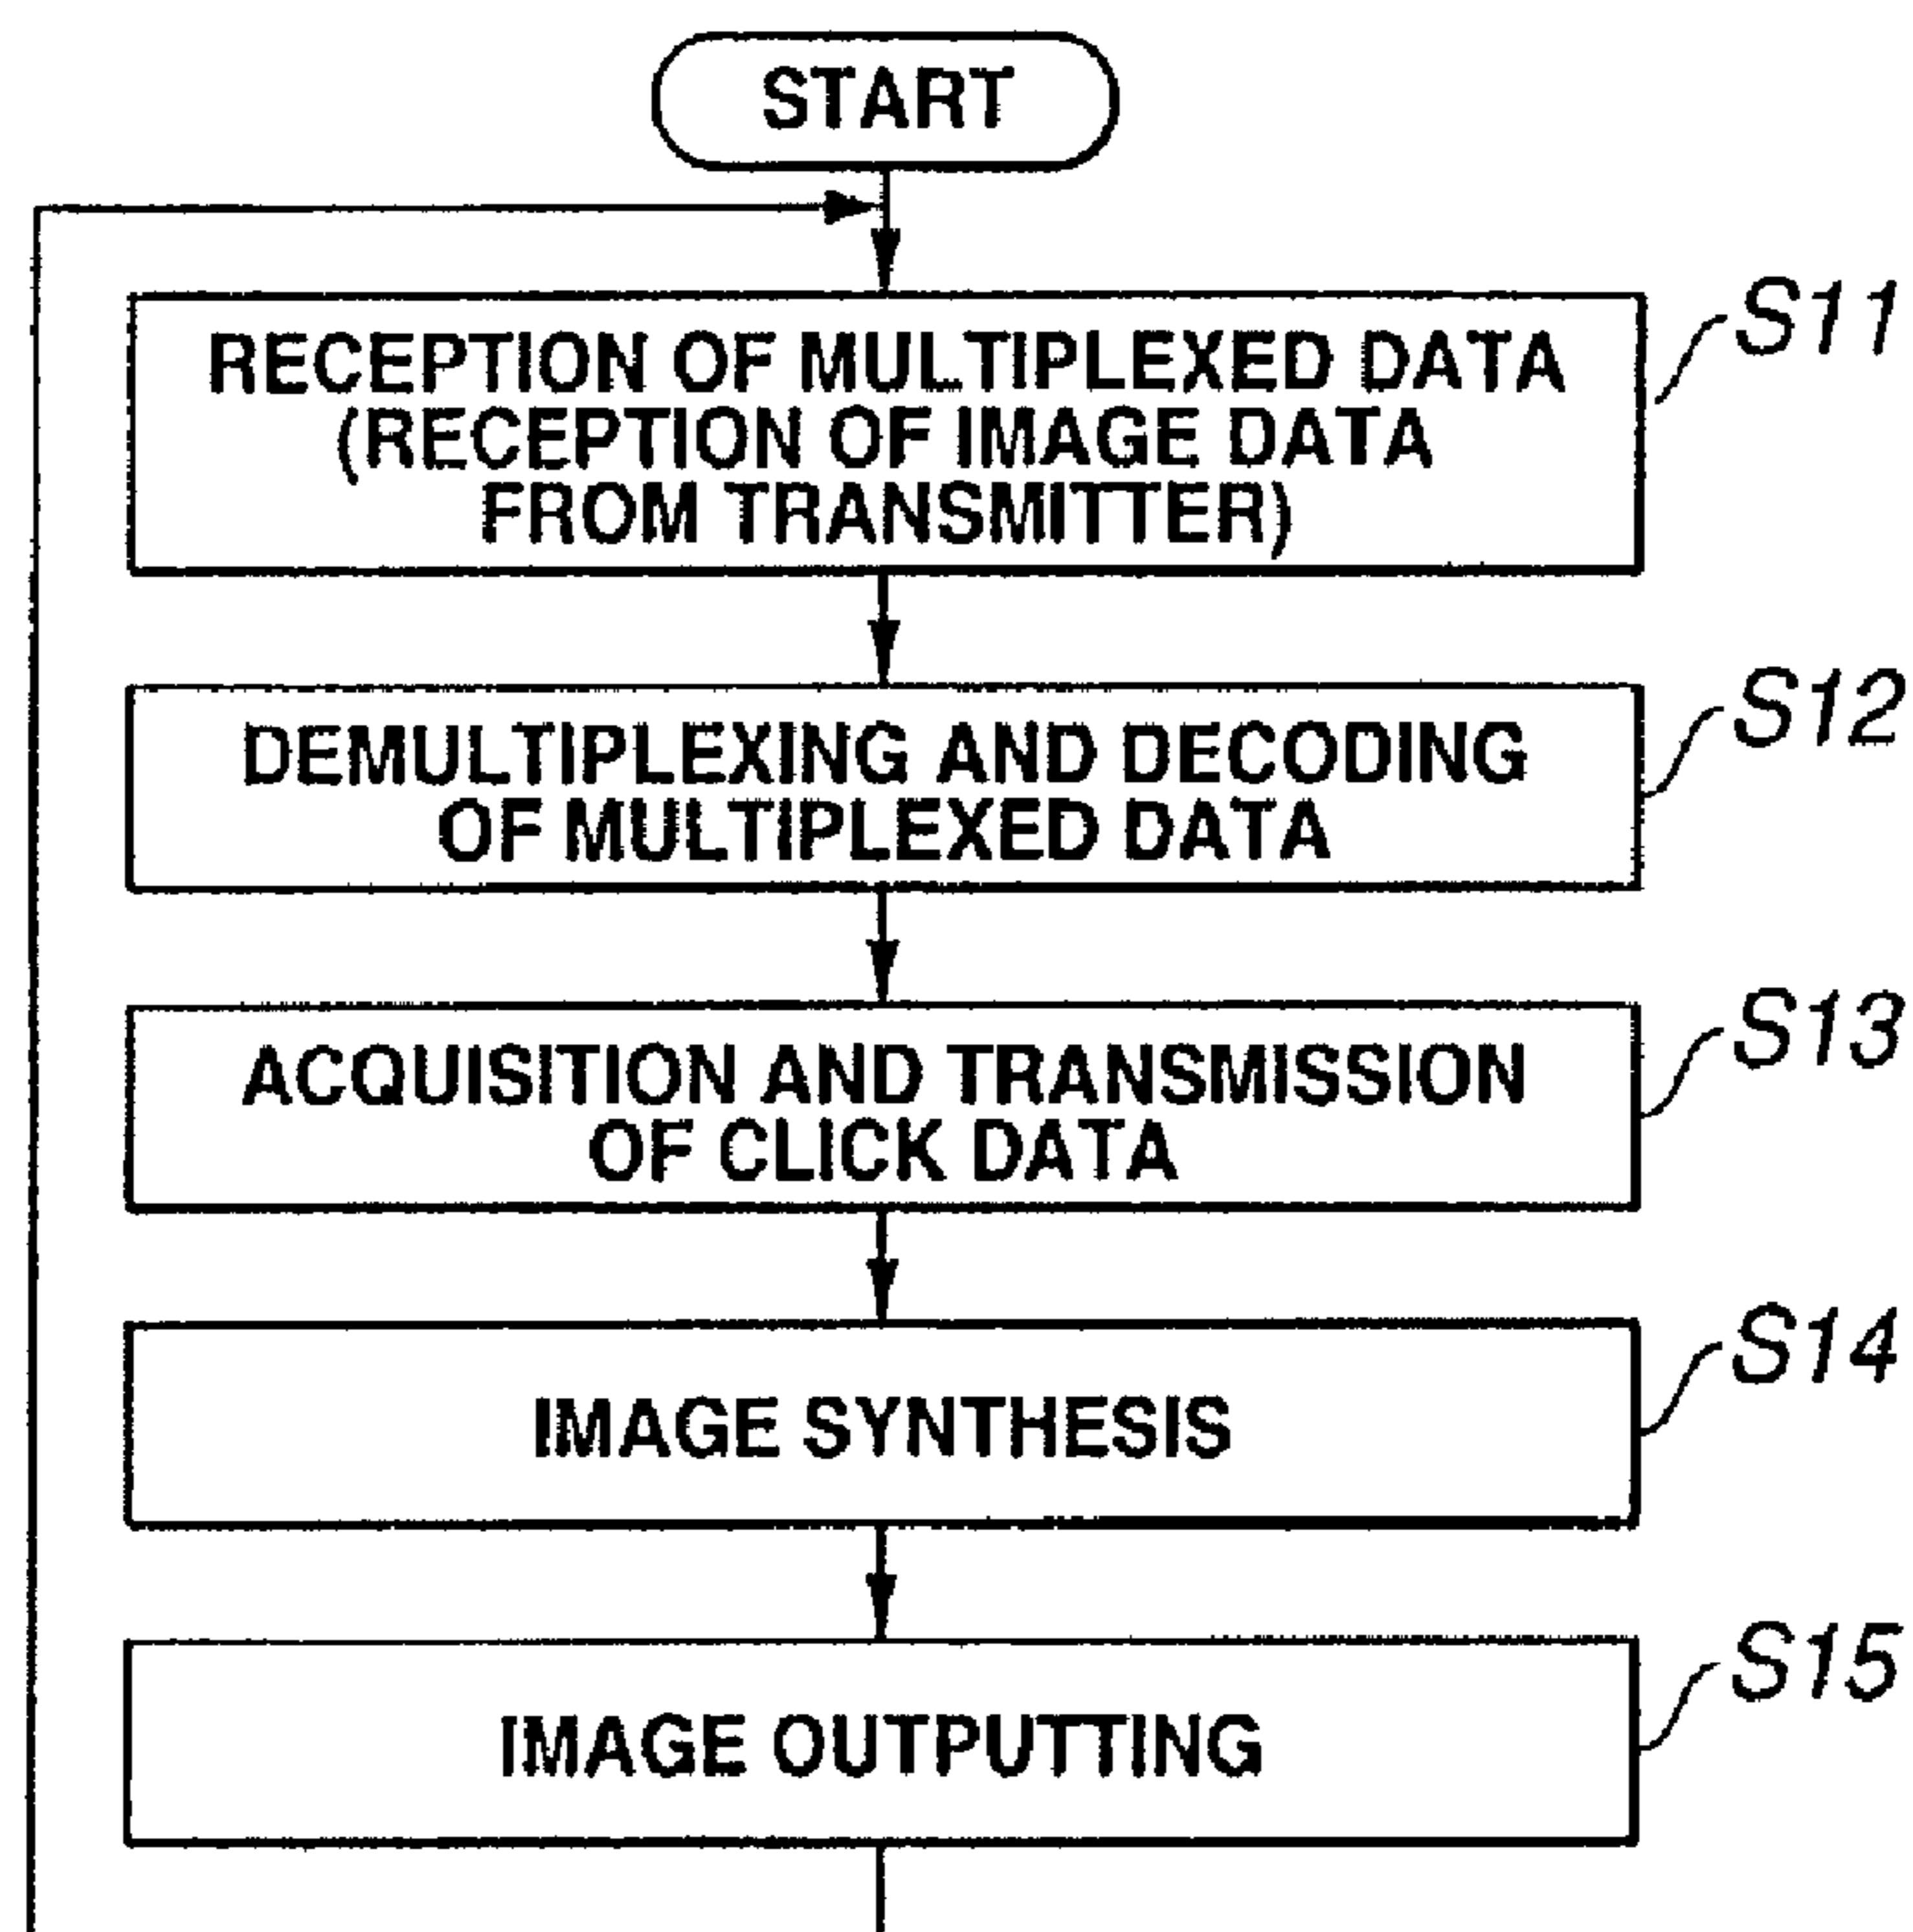 START
RECEPTION OF MULTIPLEXED DATA
(RECEPTION OF IMAGE DATA
FROM TRANSMITTER)
S11
DEMULTIPLEXING AND DECODING
OF MULTIPLEXED DATA
S12
ACQUISITION AND TRANSMISSION
OF CLICK DATA
S13
IMAGE SYNTHESIS
S14
IMAGE OUTPUTTING
S15